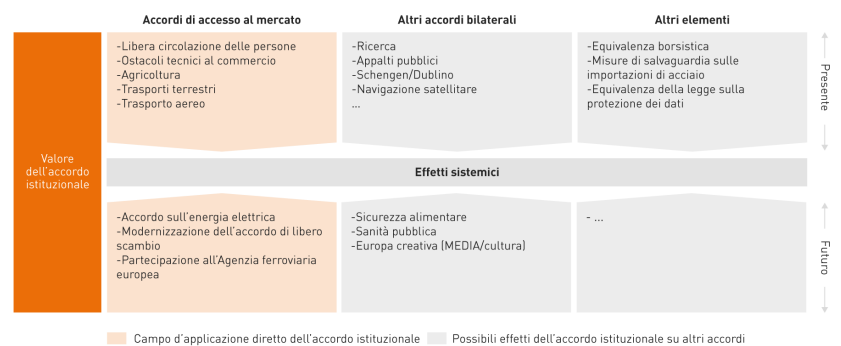 Accordi di accesso al mercato
Altri accordi bilaterali
Altri elementi
Valore
dell'accordo
istituzionale
-Libera circolazione delle persone
-Ostacoli tecnici al commercio
-Agricoltura
-Trasporti terrestri
-Trasporto aereo
-Ricerca
-Appalti pubblici
-Schengen/Dublino
-Navigazione satellitare
...
-Equivalenza borsistica
-Misure di salvaguardia sulle
importazioni di acciaio
-Equivalenza della legge sulla
protezione dei dati
Presente
Effetti sistemici
-Accordo sull'energia elettrica
-Modernizzazione dell'accordo di libero
scambio
-Partecipazione all'Agenzia ferroviaria
europea
-Sicurezza alimentare
-Sanità pubblica
-Europa creativa (MEDIA/cultura)
- ...
Futuro
Campo d'applicazione diretto dell'accordo istituzionale
Possibili effetti dell'accordo istituzionale su altri accordi